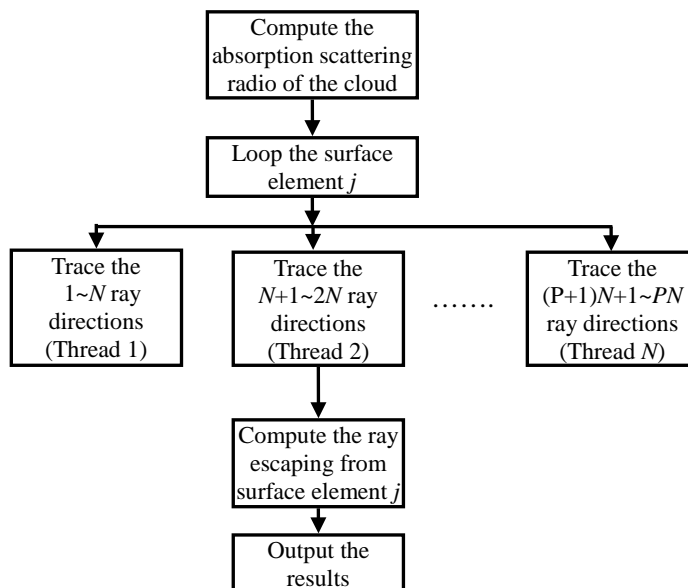 Compute the
absorption scattering
radio of the cloud
Loop the surface
element j
Trace the
1~N ray
directions
(Thread 1)
Trace the
N+1~2N ray
directions
(Thread 2)
…….
Trace the
(P+1)N+1~PN
ray directions
(Thread N)
Compute the ray
escaping from
surface element j
Output the
results